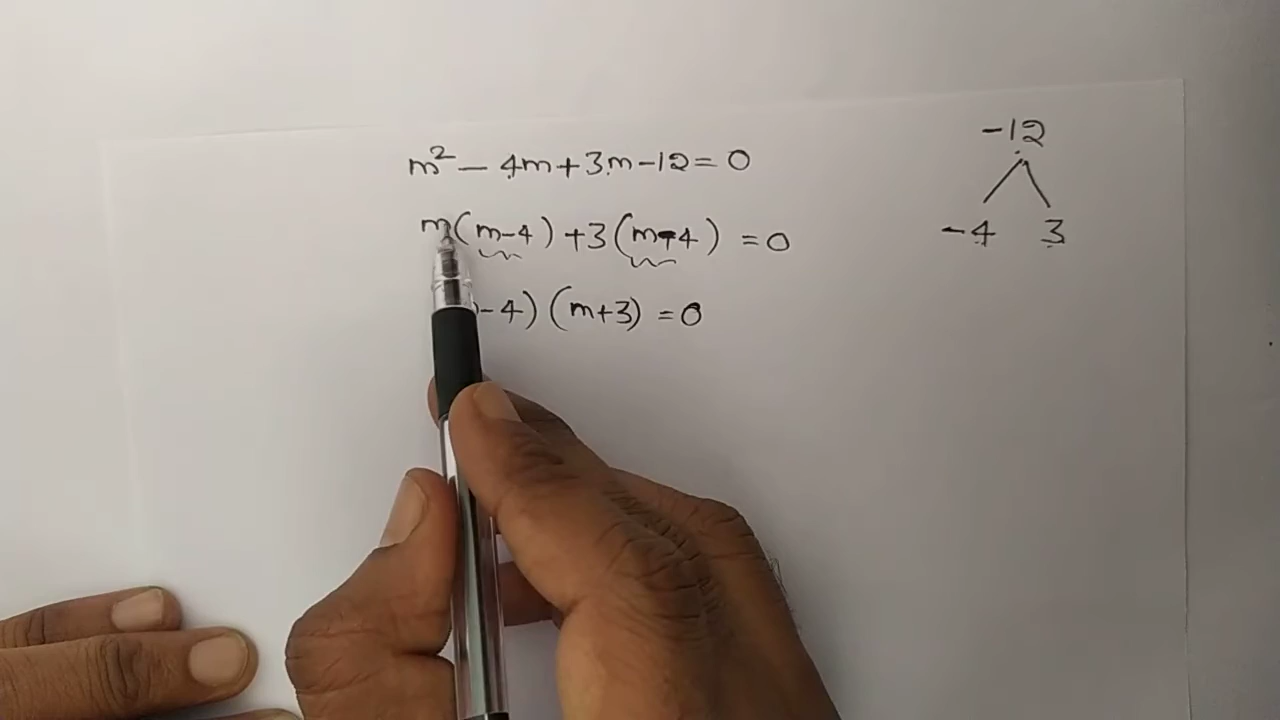 m² - 4m + 3m - 12 = 0
m(m-4) + 3(m-4) = 0
-4)(m+3) = 0
-12
-4 3